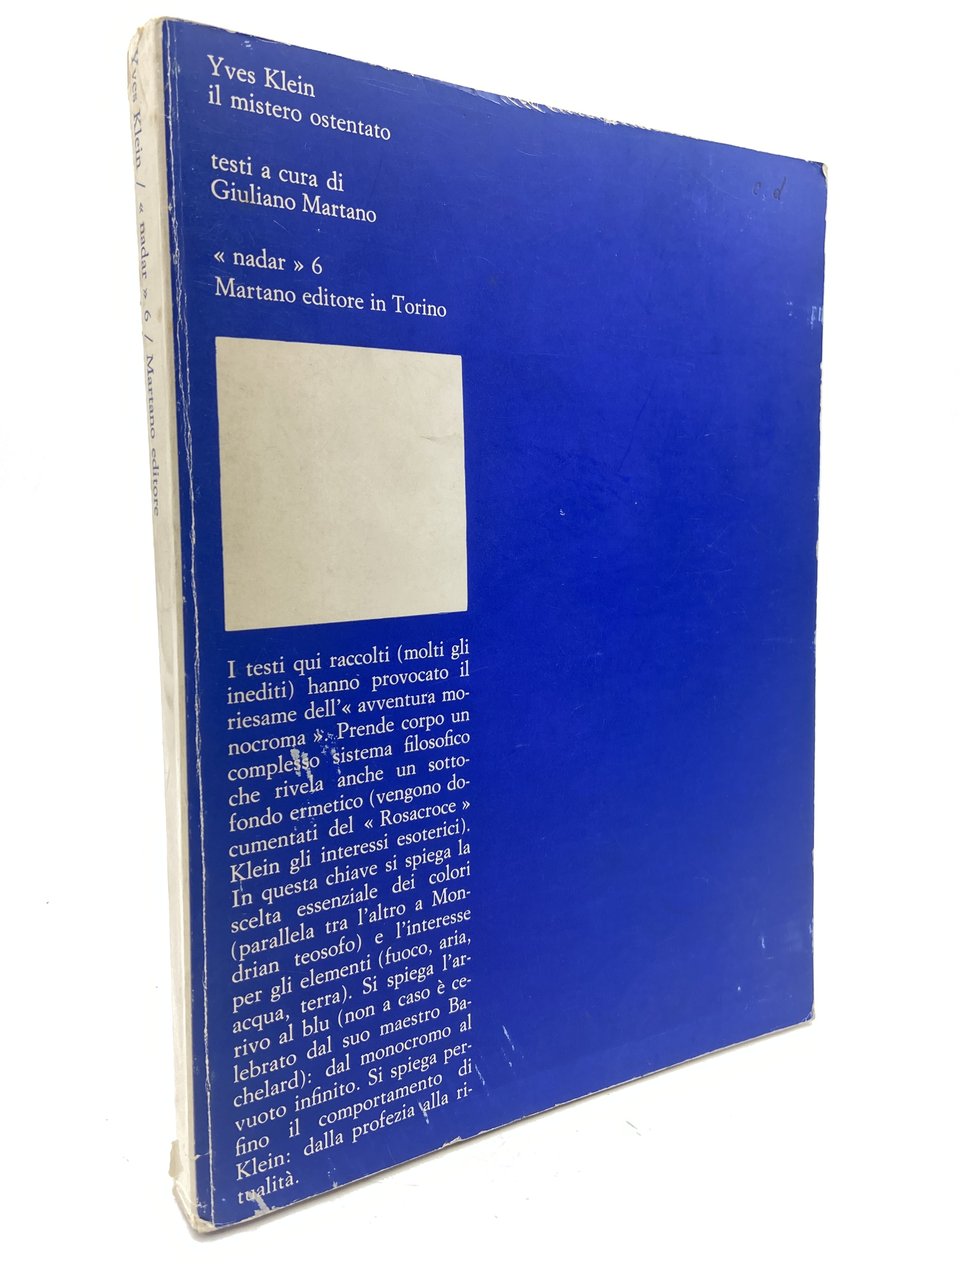 Yves Klein
il mistero ostentato
testi a cura di
Giuliano Martano
« nadar » 6
Martano editore in Torino
I testi qui raccolti (molti gli
inediti) hanno provocato il
riesame dell'« avventura mo-
nocroma ». Prende corpo un
complesso sistema filosofico
che rivela anche un sotto-
fondo ermetico (vengono do-
cumentati del « Rosacroce »
Klein gli interessi esoterici).
In questa chiave si spiega la
scelta essenziale dei colori
(parallela tra l'altro a Mon-
drian teosofo) e l'interesse
per gli elementi (fuoco, aria,
acqua, terra). Si spiega l'ar-
rivo al blu (non a caso è ce-
lebrato dal suo maestro Ba-
chelard): dal monocromo al
vuoto infinito. Si spiega per-
fino il comportamento di
Klein: dalla profezia alla ri-
tualità.
Yves Klein / « nadar » 6 / Martano editore